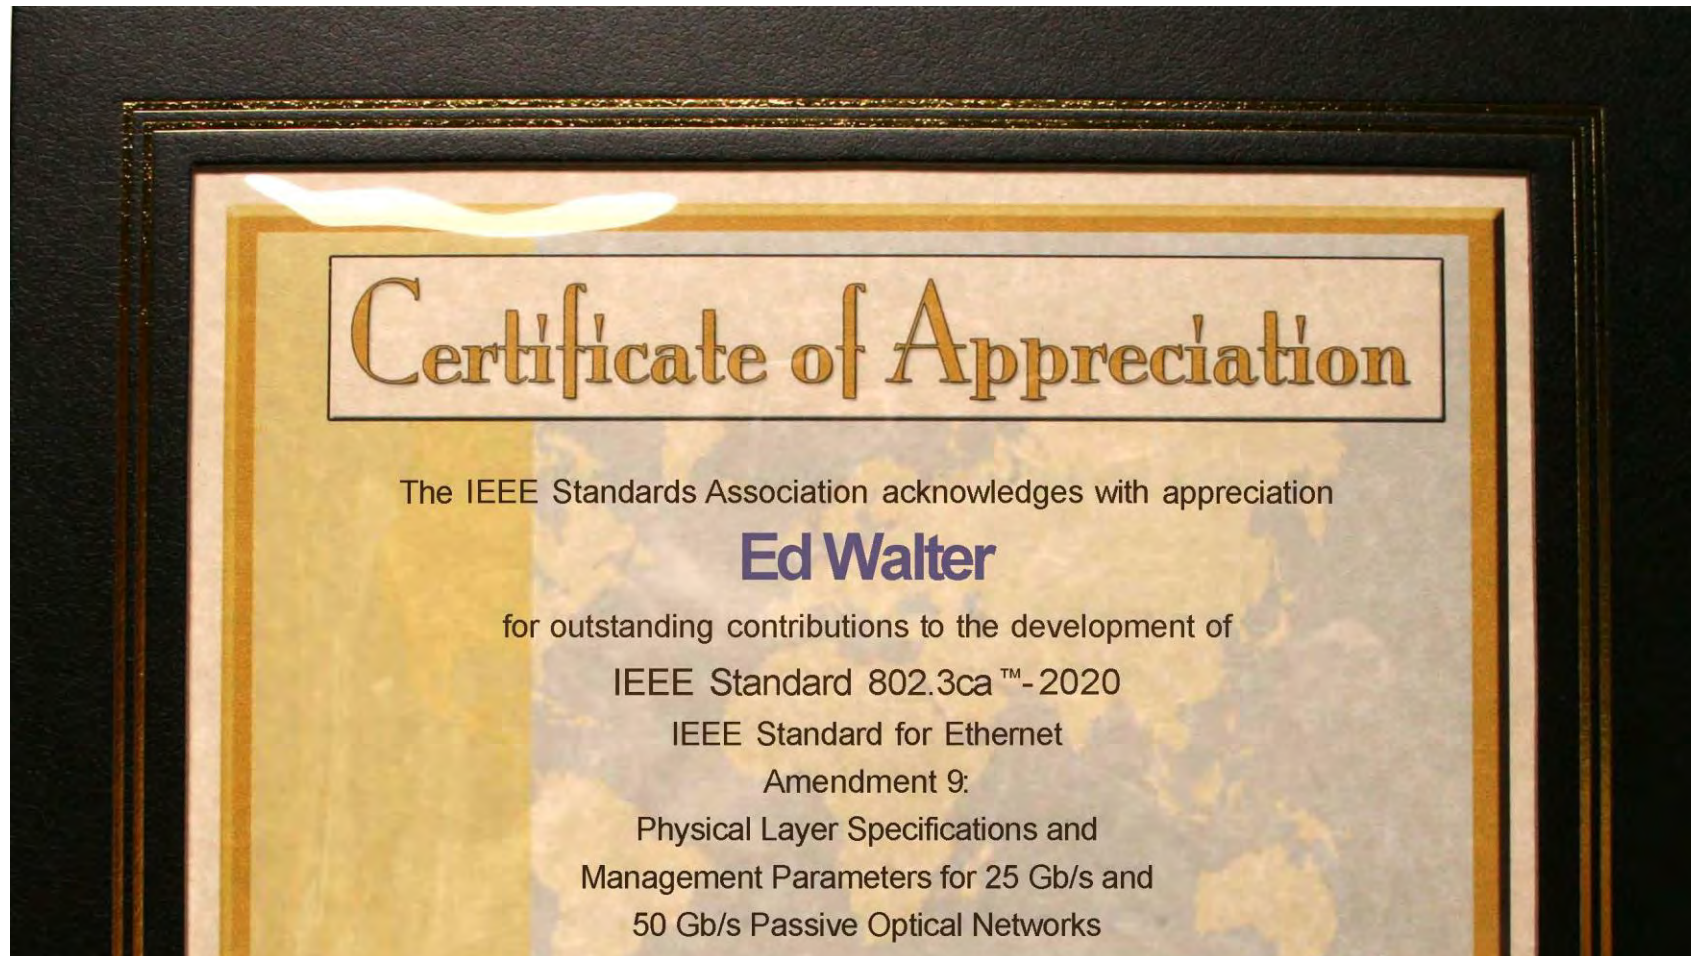 Certificate of Appreciation
The IEEE Standards Association acknowledges with appreciation
Ed Walter
for outstanding contributions to the development of
IEEE Standard 802.3ca™-2020
IEEE Standard for Ethernet
Amendment 9:
Physical Layer Specifications and
Management Parameters for 25 Gb/s and
50 Gb/s Passive Optical Networks